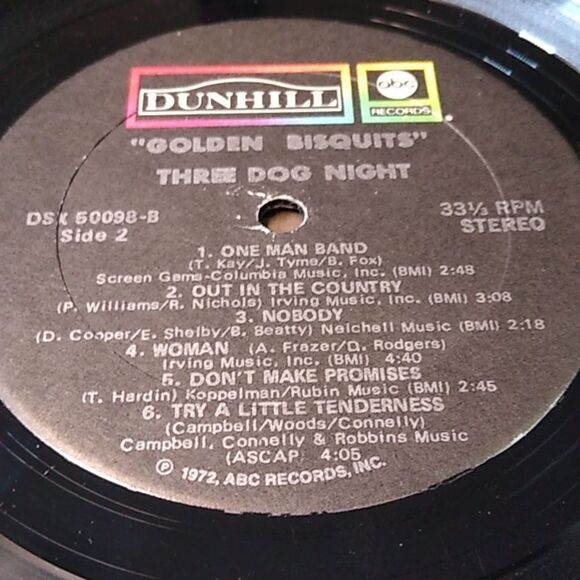 DUNHILL
abc
RECORDS
"GOLDEN BISQUITS"
THREE DOG NIGHT
DSX 50098-B
33⅓ RPM
Side 2
STEREO
1. ONE MAN BAND
(T. Kay/J. Tyme/B. Fox)
Screen Gems-Columbia Music, Inc. (BMI) 2:48
2. OUT IN THE COUNTRY
(P. Williams/R. Nichols) Irving Music, Inc. (BMI) 3:08
3. NOBODY
(D. Cooper/E. Shelby/B. Beatty) Neichell Music (BMI) 2:18
4. WOMAN (A. Frazer/D. Rodgers)
Irving Music, Inc. (BMI) 4:40
5. DON'T MAKE PROMISES
(T. Hardin) Koppelman/Rubin Music (BMI) 2:45
6. TRY A LITTLE TENDERNESS
(Campbell/Woods/Connelly)
Campbell, Connelly & Robbins Music
(ASCAP) 4:05
℗ 1972, ABC RECORDS, INC.